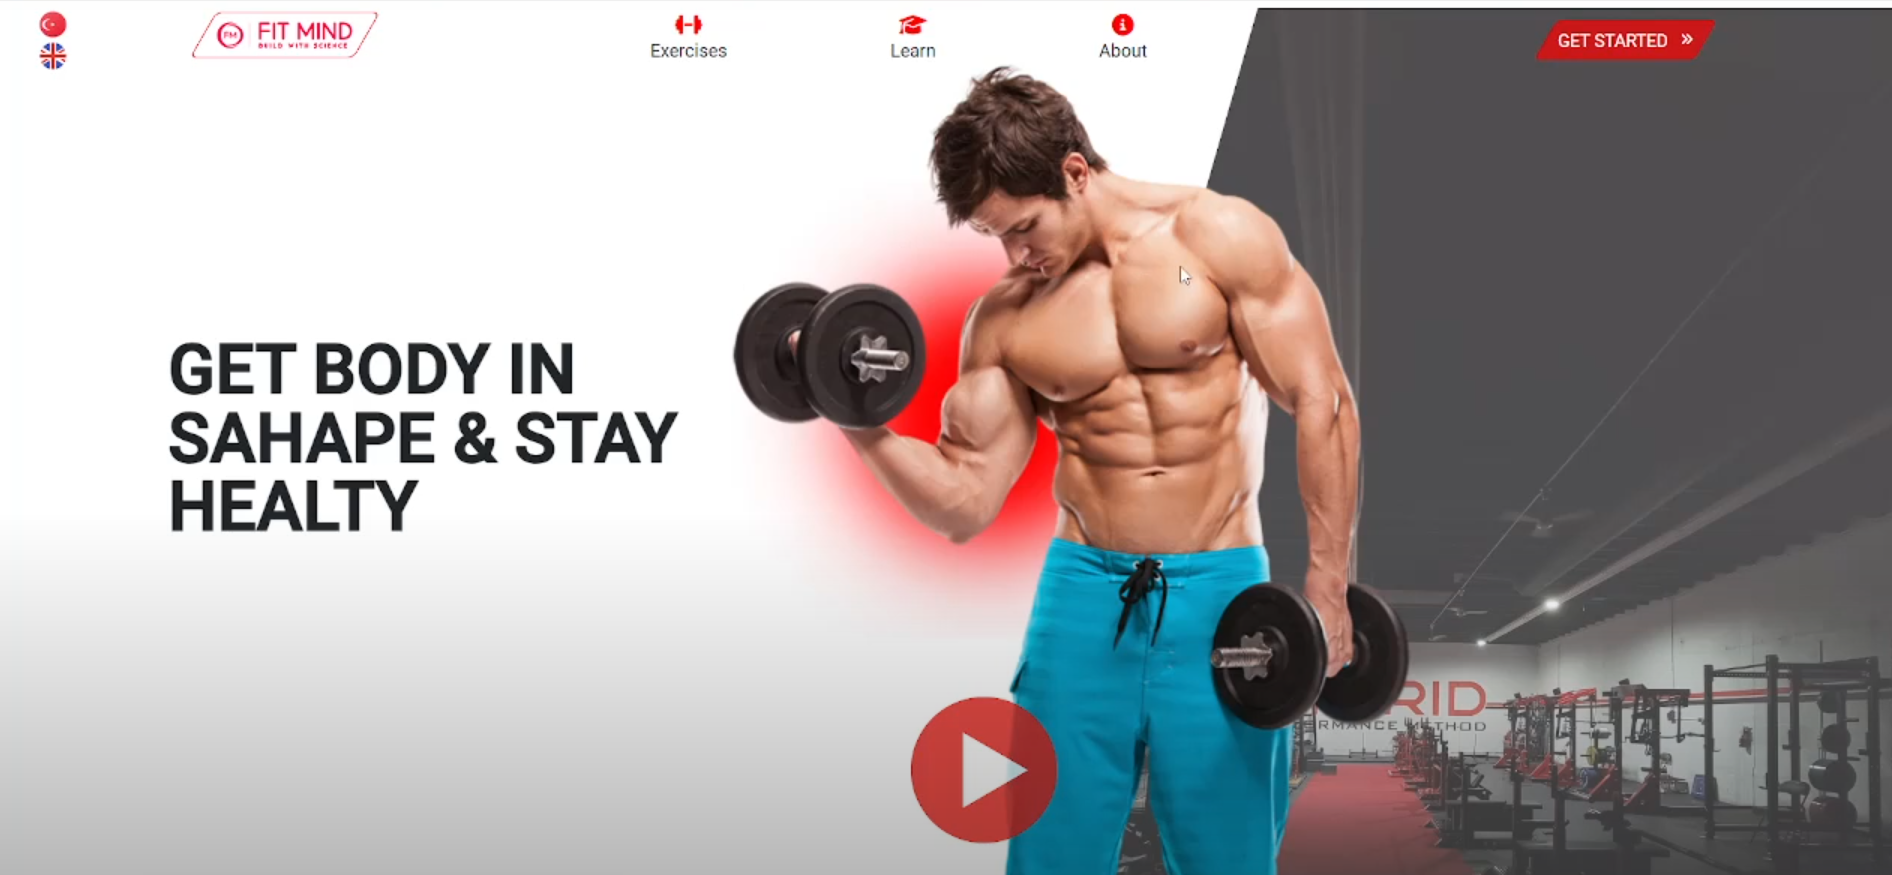 FM
FIT MIND
BUILD WITH SCIENCE
Exercises
Learn
About
GET STARTED »
GET BODY IN
SAHAPE & STAY
HEALTY
RID
RMANCE METHOD